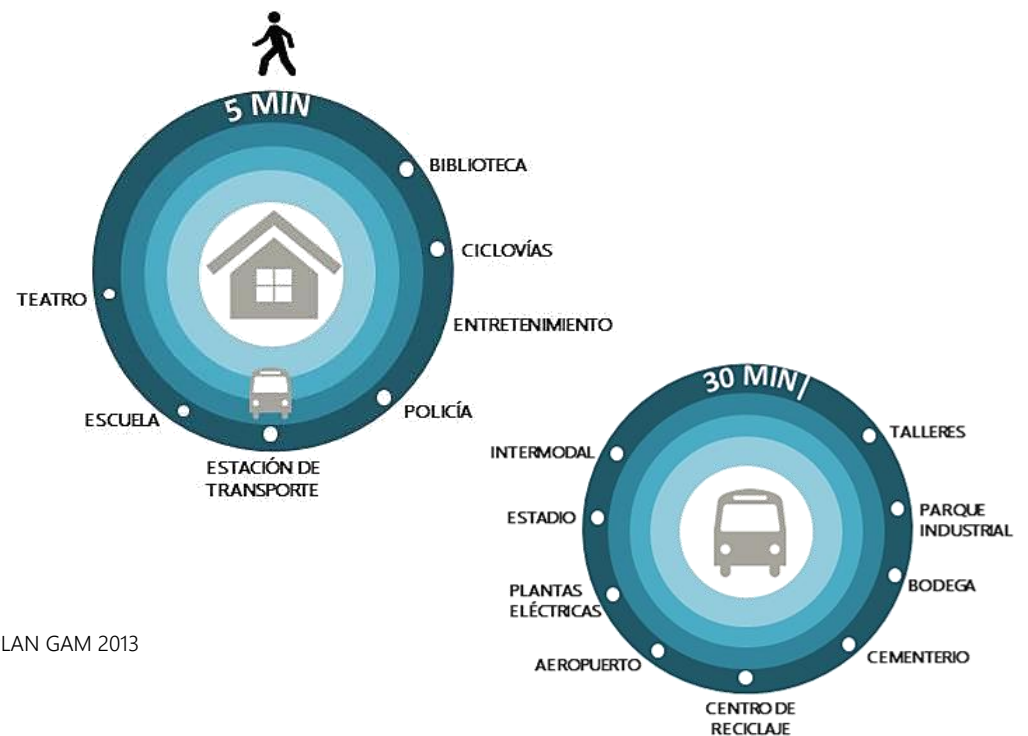 5 MIN
BIBLIOTECA
CICLOVÍAS
TEATRO
ENTRETENIMIENTO
ESCUELA
POLICÍA
ESTACIÓN DE
TRANSPORTE
30 MIN
TALLERES
INTERMODAL
ESTADIO
PARQUE
INDUSTRIAL
PLANTAS
ELÉCTRICAS
BODEGA
LAN GAM 2013
AEROPUERTO
CEMENTERIO
CENTRO DE
RECICLAJE